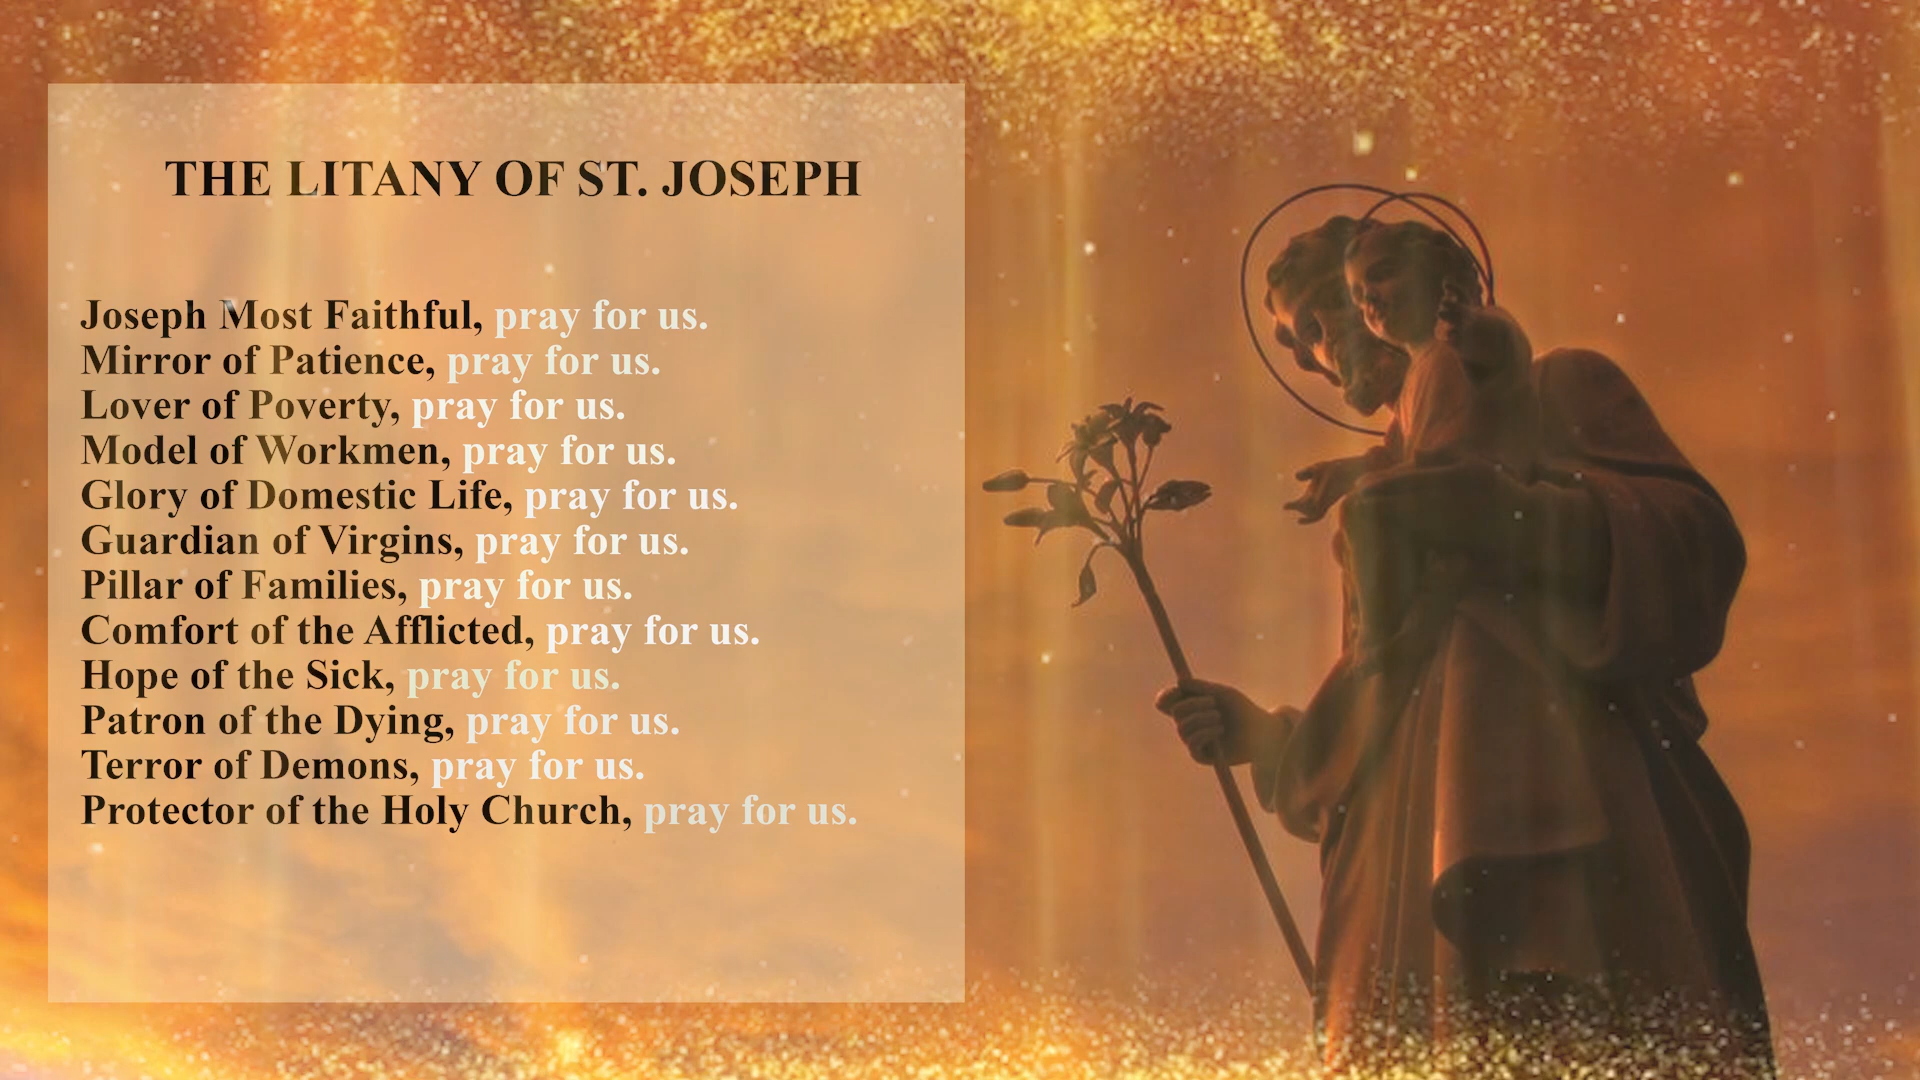 THE LITANY OF ST. JOSEPH
Joseph Most Faithful, pray for us.
Mirror of Patience, pray for us.
Lover of Poverty, pray for us.
Model of Workmen, pray for us.
Glory of Domestic Life, pray for us.
Guardian of Virgins, pray for us.
Pillar of Families, pray for us.
Comfort of the Afflicted, pray for us.
Hope of the Sick, pray for us.
Patron of the Dying, pray for us.
Terror of Demons, pray for us.
Protector of the Holy Church, pray for us.